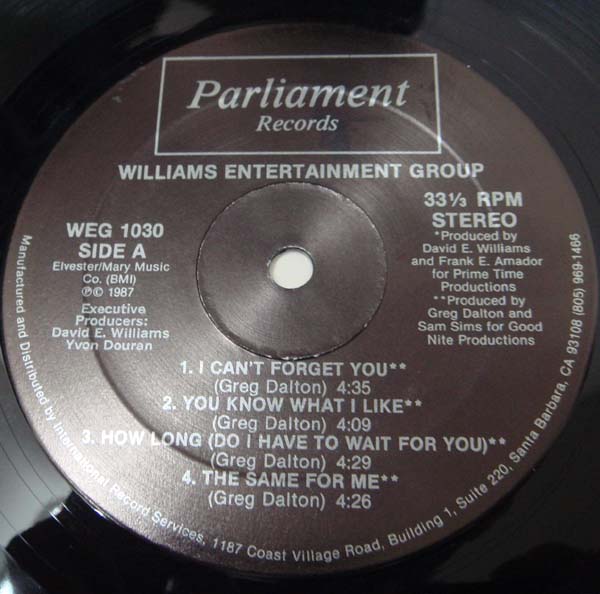 Parliament
Records
WILLIAMS ENTERTAINMENT GROUP
WEG 1030
SIDE A
Elvester/Mary Music
Co. (BMI)
℗© 1987
Executive
Producers:
David E. Williams
Yvon Douran
33⅓ RPM
STEREO
*Produced by
David E. Williams
and Frank E. Amador
for Prime Time
Productions
**Produced by
Greg Dalton and
Sam Sims for Good
Nite Productions
1. I CAN'T FORGET YOU**
(Greg Dalton) 4:35
2. YOU KNOW WHAT I LIKE**
(Greg Dalton) 4:09
3. HOW LONG (DO I HAVE TO WAIT FOR YOU)**
(Greg Dalton) 4:29
4. THE SAME FOR ME**
(Greg Dalton) 4:26
Manufactured and Distributed by International Record Services, 1187 Coast Village Road, Building 1, Suite 220, Santa Barbara, CA 93108 (805) 969-1466